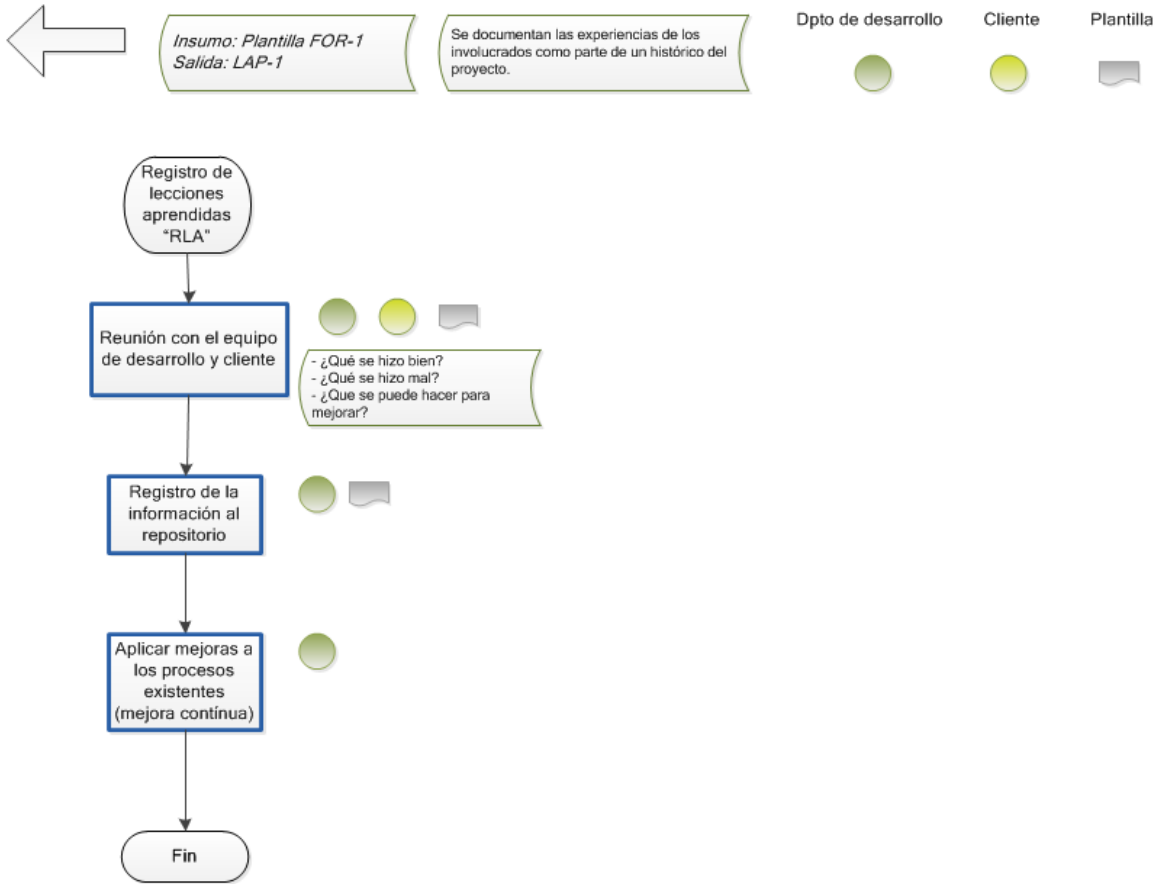 Insumo: Plantilla FOR-1
Salida: LAP-1
Se documentan las experiencias de los
involucrados como parte de un histórico del
proyecto.
Dpto de desarrollo
Cliente
Plantilla
Registro de
lecciones
aprendidas
“RLA”
Reunión con el equipo
de desarrollo y cliente
- ¿Qué se hizo bien?
- ¿Qué se hizo mal?
- ¿Que se puede hacer para
mejorar?
Registro de la
información al
repositorio
Aplicar mejoras a
los procesos
existentes
(mejora contínua)
Fin